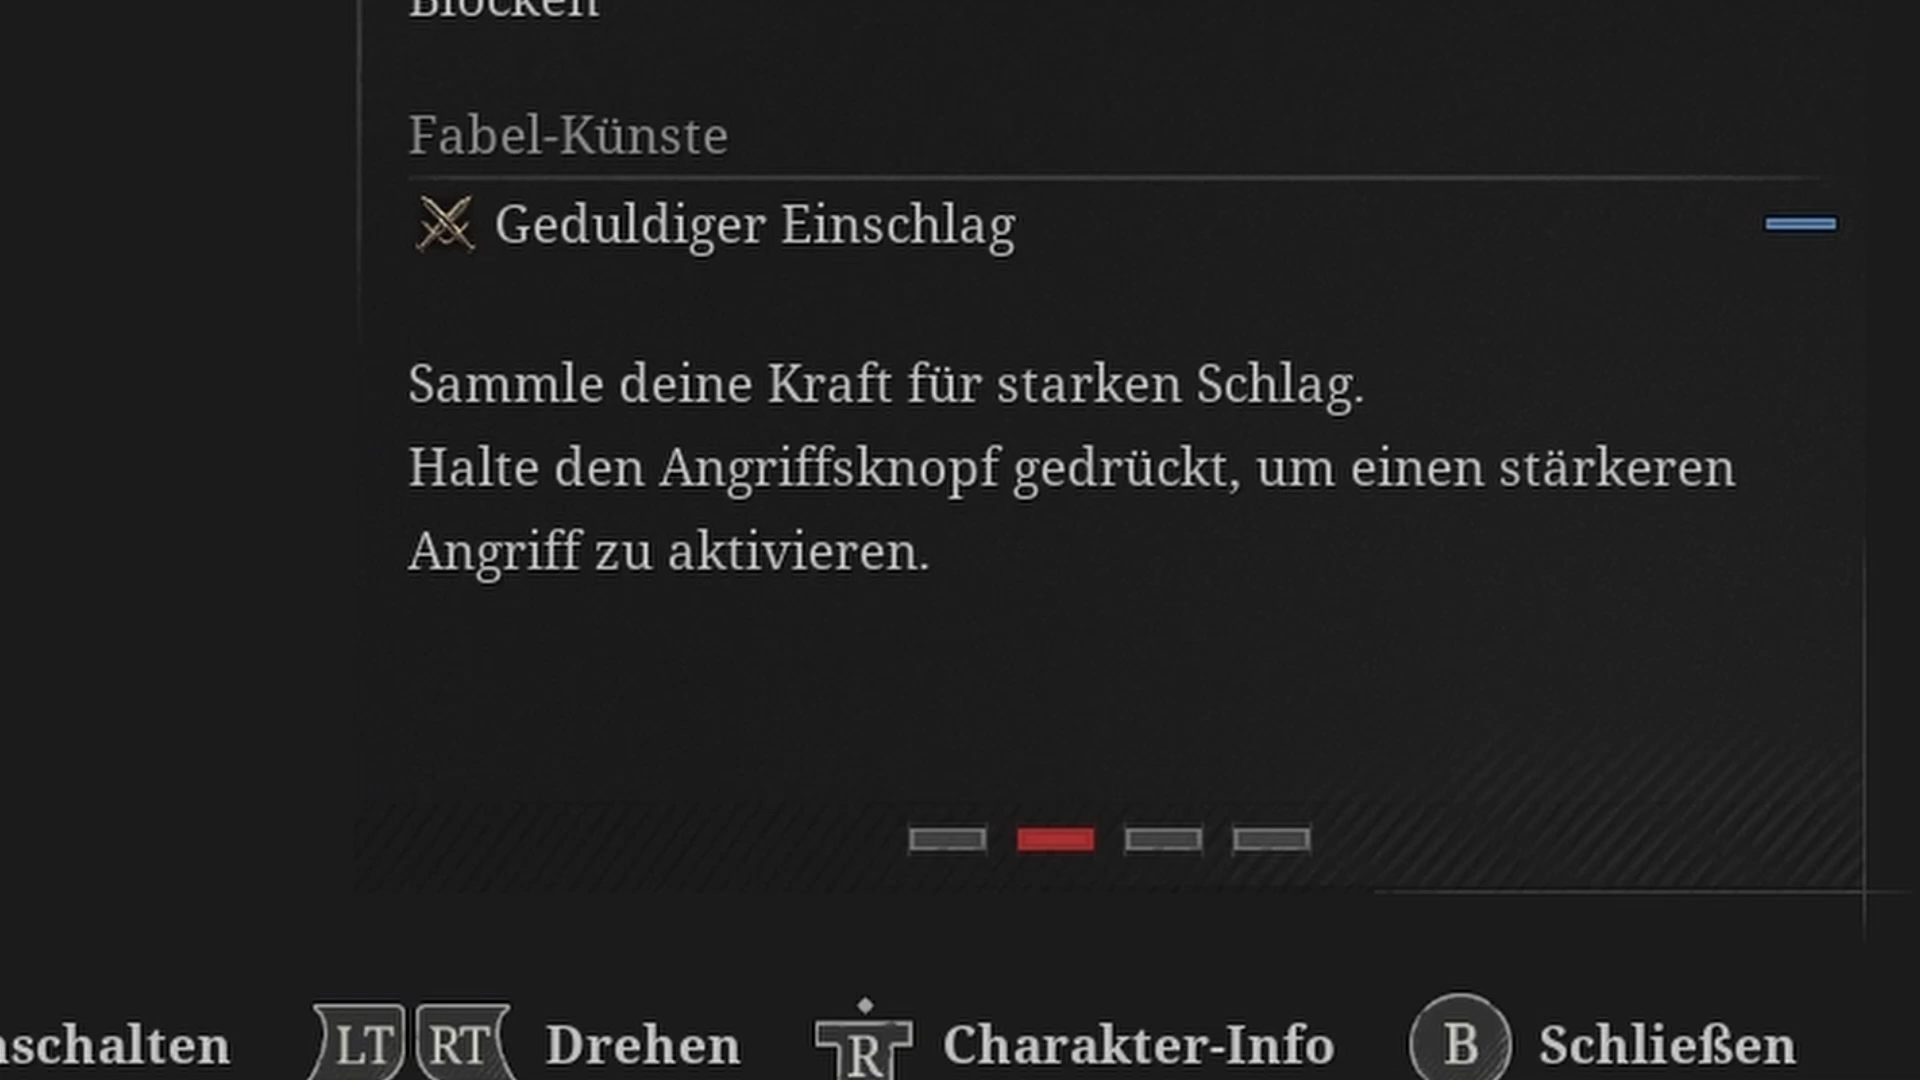 Blocken
Fabel-Künste
Geduldiger Einschlag
Sammle deine Kraft für starken Schlag.
Halte den Angriffsknopf gedrückt, um einen stärkeren
Angriff zu aktivieren.
LT RT Drehen R Charakter-Info B Schließen